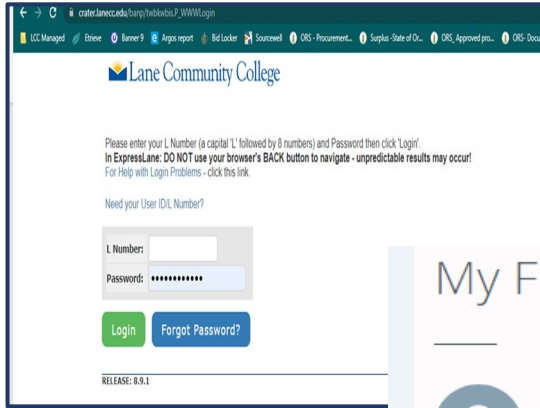 crater.lanecc.edu/banp/twbkwbis.P_WWWLogin
LCC Managed Etrieve Banner 9 Argos report Bid Locker Sourcewell ORS - Procurement... Surplus -State of Or... ORS_Approved pro... ORS- Docu
Lane Community College
Please enter your L Number (a capital 'L' followed by 8 numbers) and Password then click 'Login'.
In ExpressLane: DO NOT use your browser's BACK button to navigate - unpredictable results may occur!
For Help with Login Problems - click this link.
Need your User ID/L Number?
L Number:
Password: ••••••••••••
Login Forgot Password?
RELEASE: 8.9.1
My F